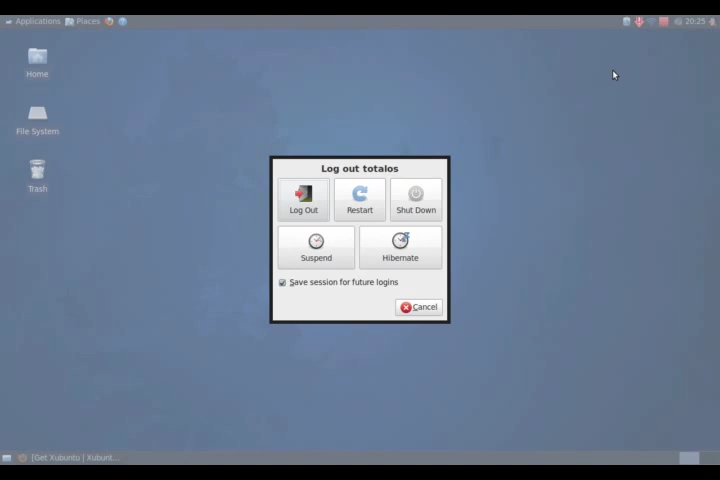 Applications Places 20:25
Home
File System
Trash
Log out totalos
Log Out Restart Shut Down
Suspend Hibernate
Save session for future logins
Cancel
[Get Xubuntu | Xubunt...